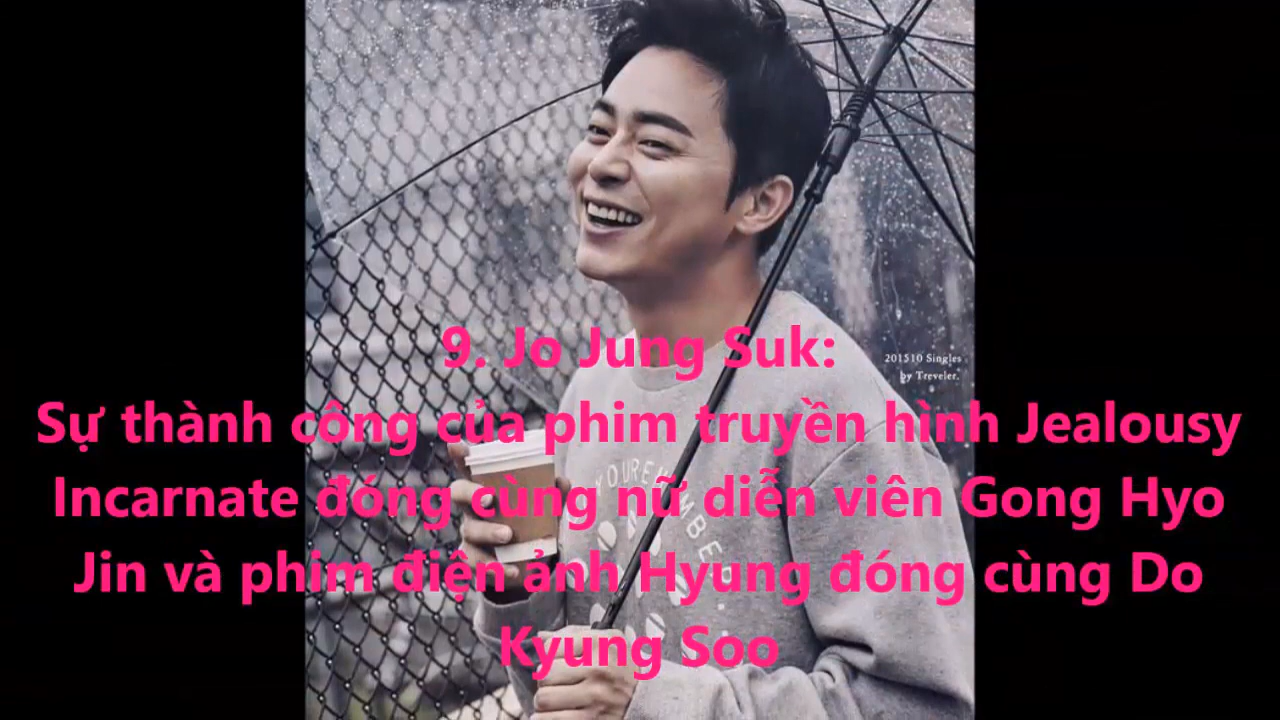 9. Jo Jung Suk:
201510 Singles
by Treveler.
Sự thành công của phim truyền hình Jealousy
Incarnate đóng cùng nữ diễn viên Gong Hyo
Jin và phim điện ảnh Hyung đóng cùng Do
Kyung Soo